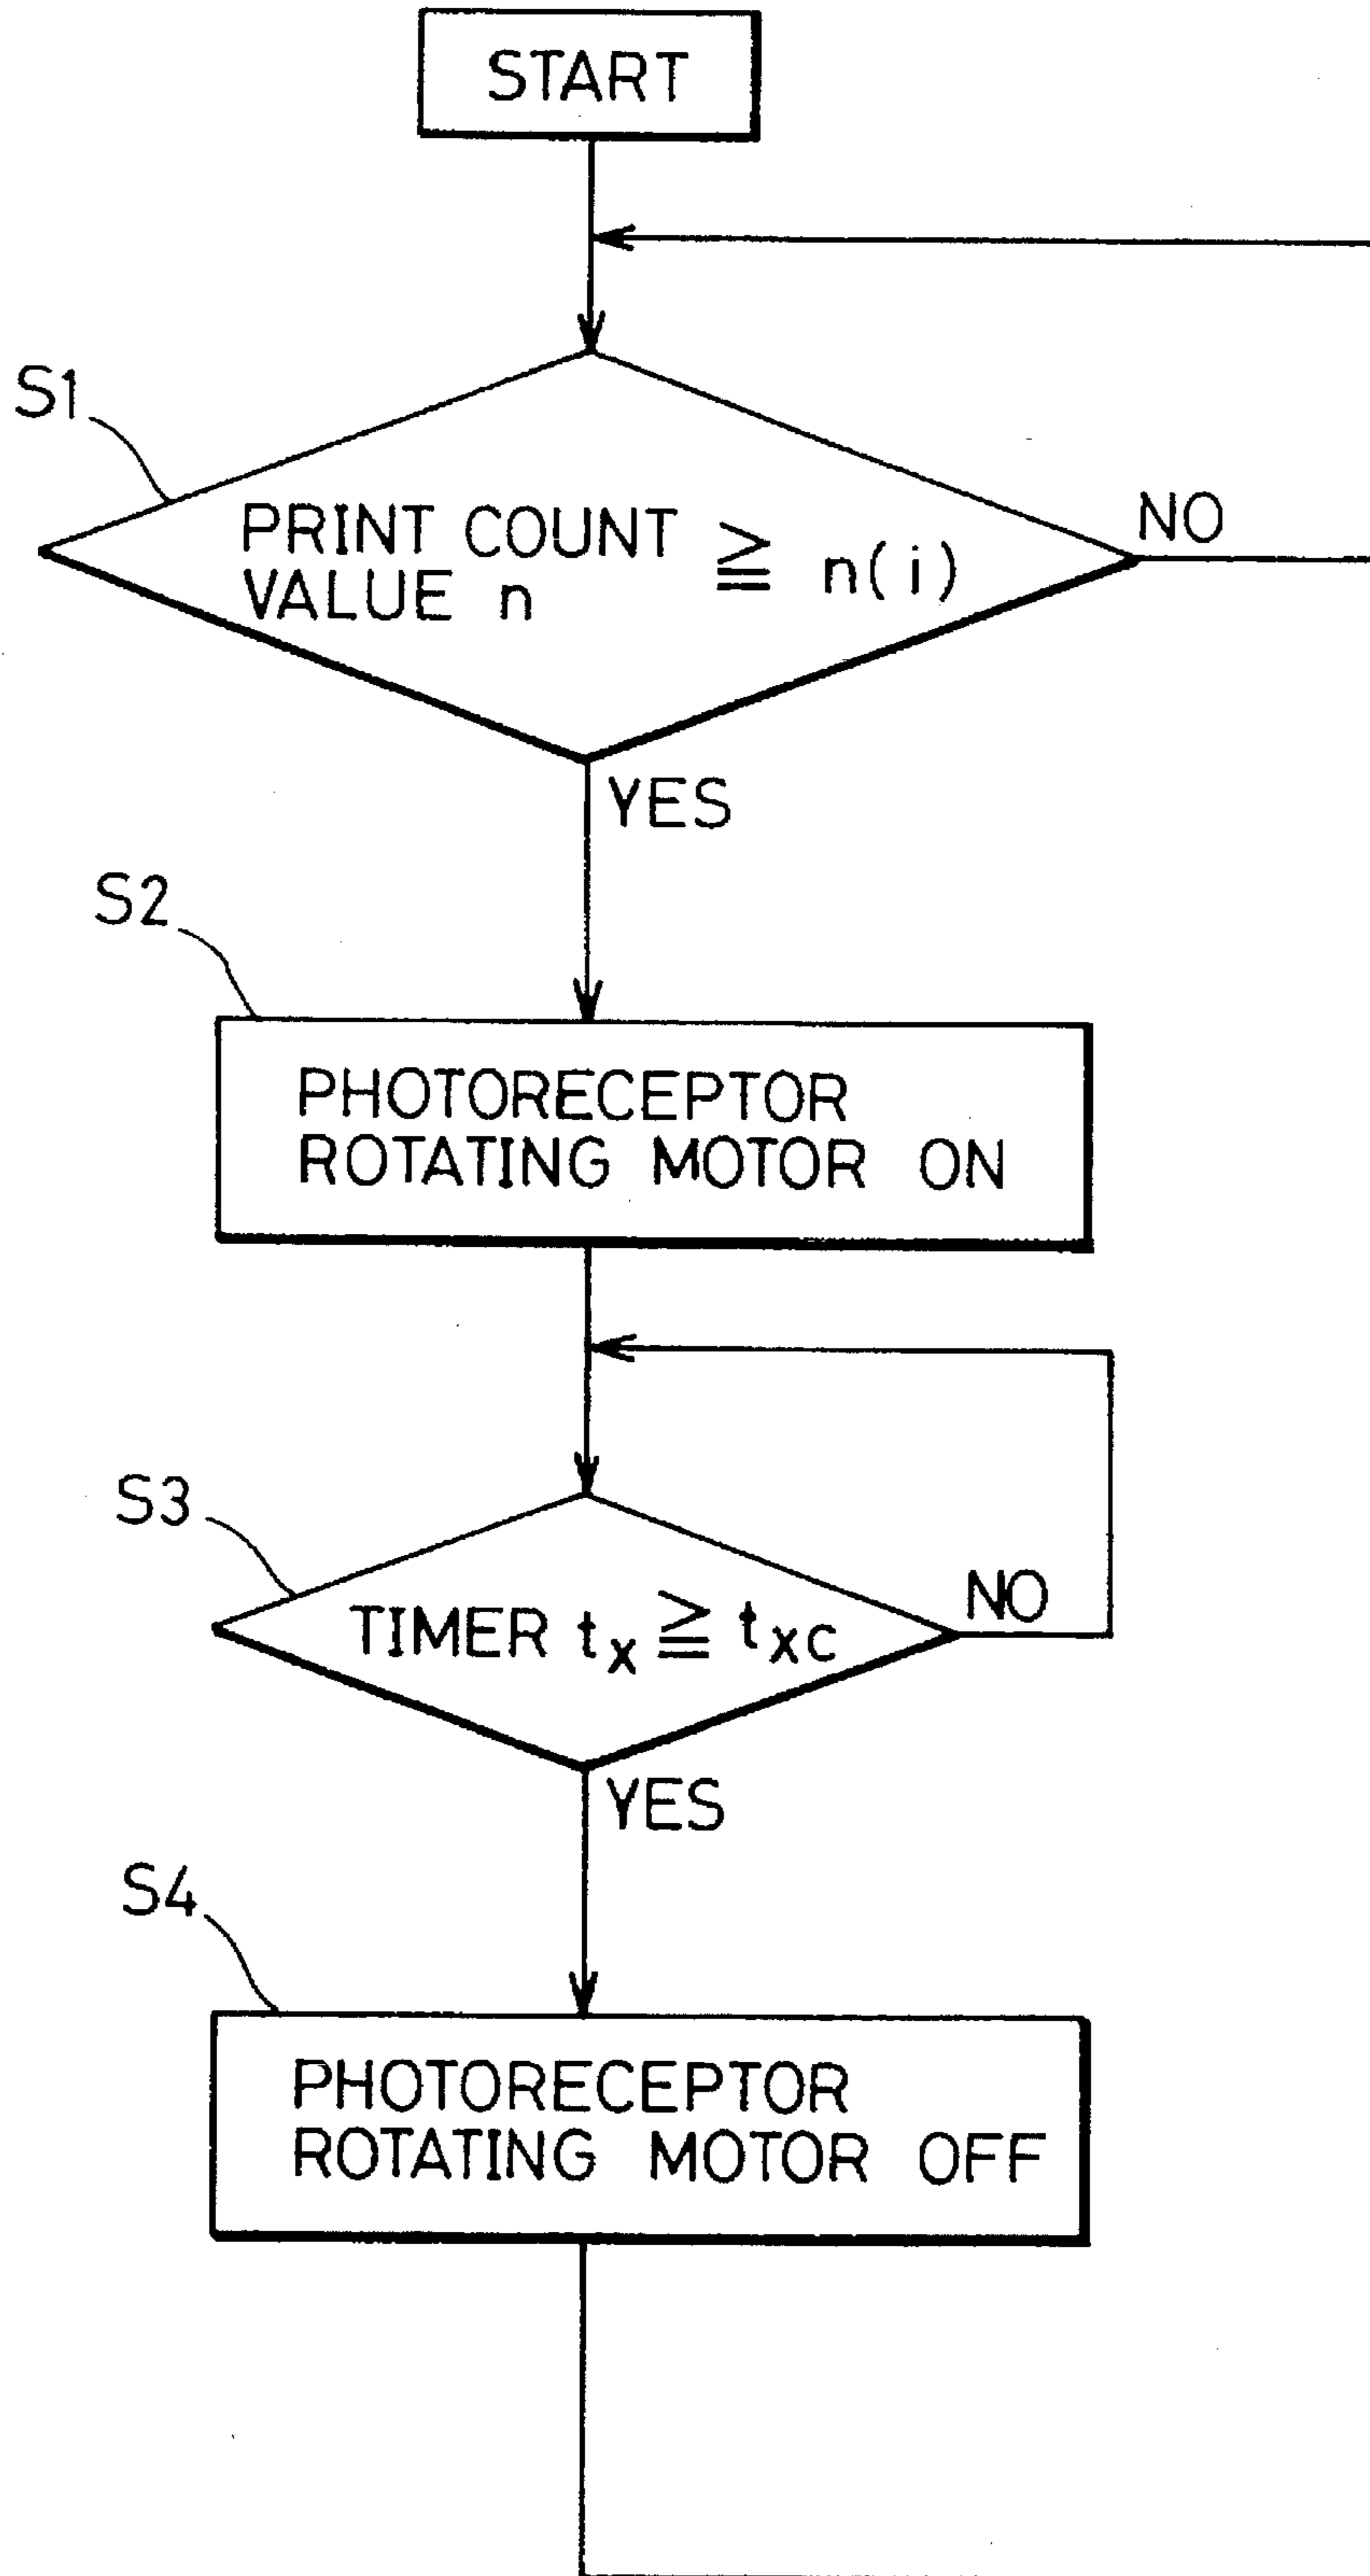 START
S1
PRINT COUNT
VALUE n ≧ n(i)
NO
YES
S2
PHOTORECEPTOR
ROTATING MOTOR ON
S3
TIMER tₓ ≧ t_xc
NO
YES
S4
PHOTORECEPTOR
ROTATING MOTOR OFF